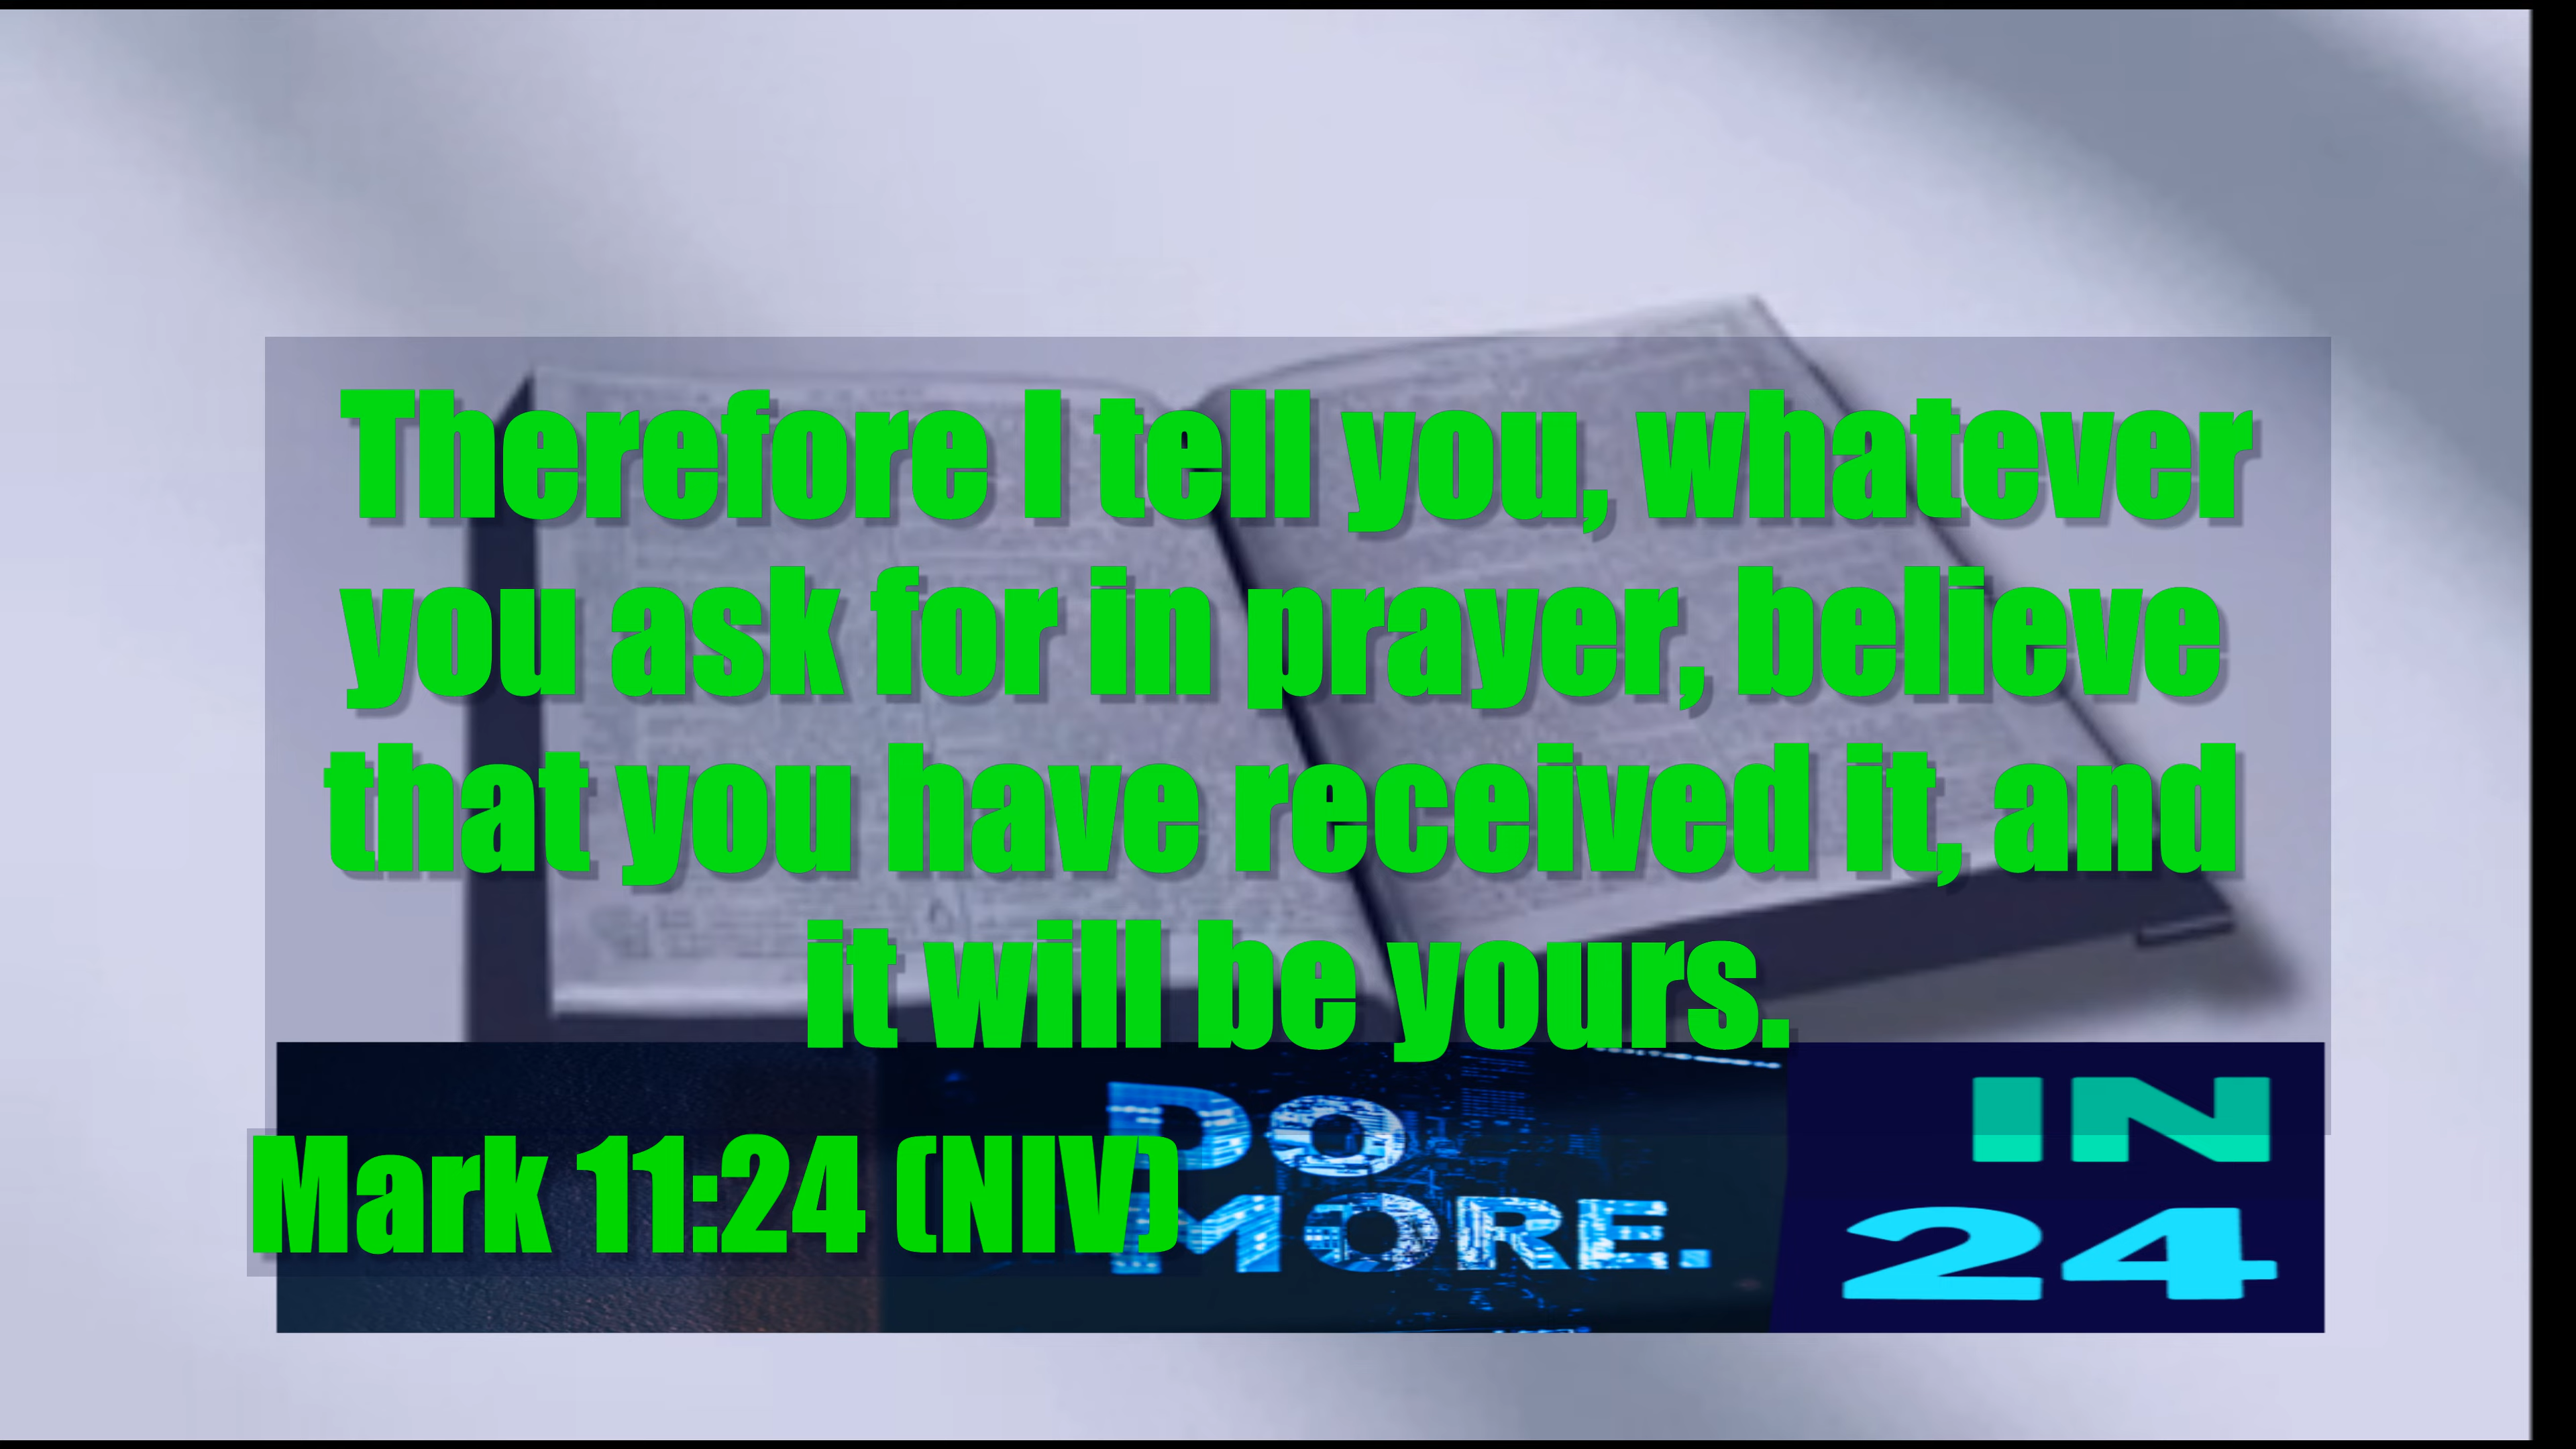 Therefore I tell you, whatever
you ask for in prayer, believe
that you have received it, and
it will be yours.
Mark 11:24 (NIV)
DO
MORE.
IN
24